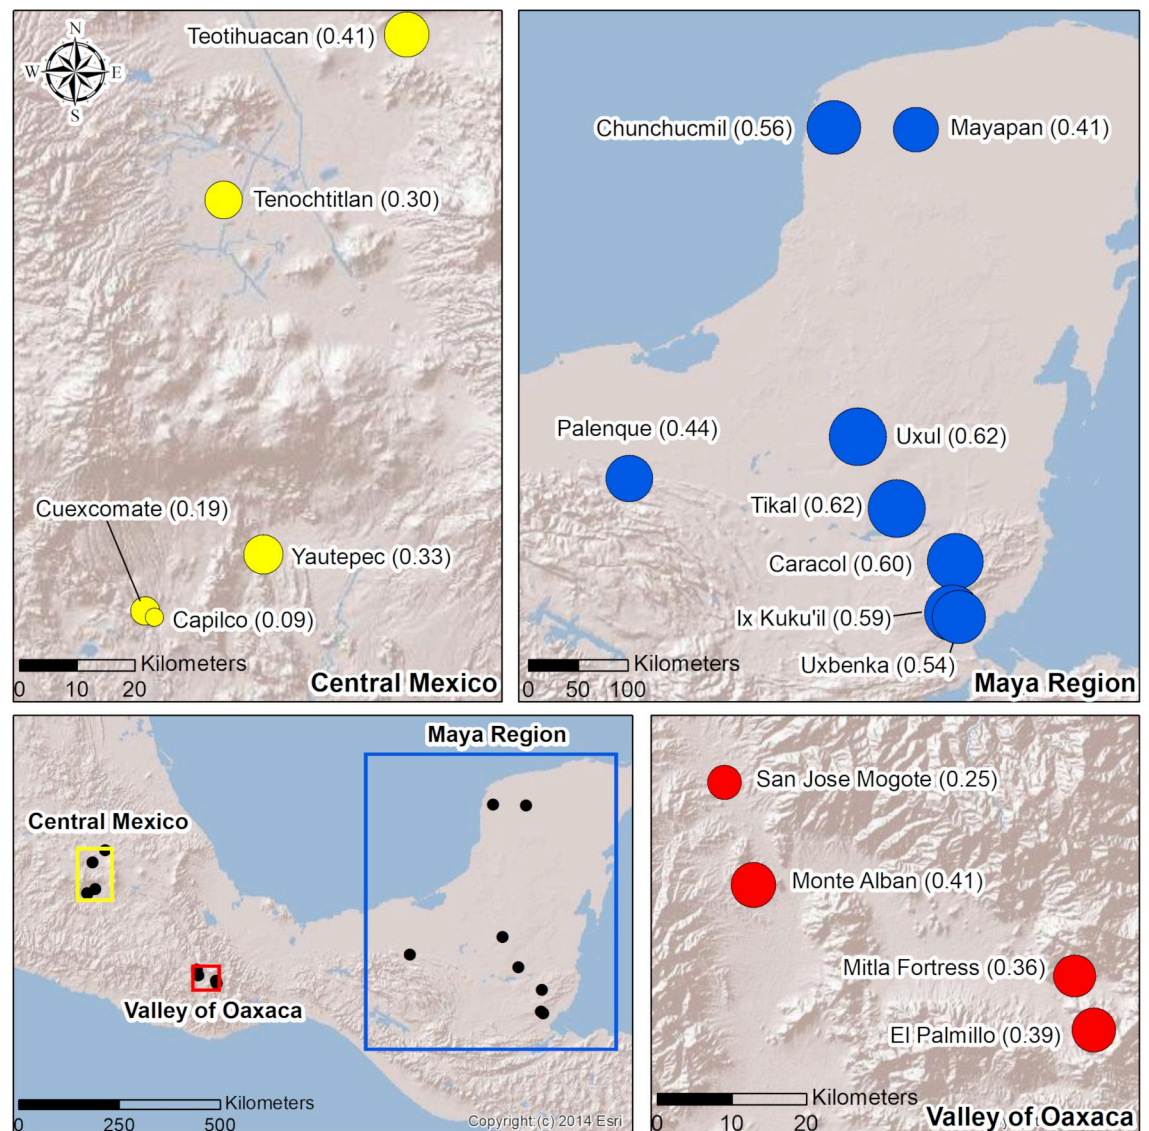 N
W E
S
Teotihuacan (0.41)
Tenochtitlan (0.30)
Cuexcomate (0.19)
Yautepec (0.33)
Capilco (0.09)
Kilometers
0 10 20
Central Mexico
Chunchucmil (0.56)
Mayapan (0.41)
Palenque (0.44)
Uxul (0.62)
Tikal (0.62)
Caracol (0.60)
Ix Kuku'il (0.59)
Uxbenka (0.54)
Kilometers
0 50 100
Maya Region
Maya Region
Central Mexico
Valley of Oaxaca
Kilometers
0 250 500
Copyright:(c) 2014 Esri
San Jose Mogote (0.25)
Monte Alban (0.41)
Mitla Fortress (0.36)
El Palmillo (0.39)
Kilometers
0 10 20
Valley of Oaxaca